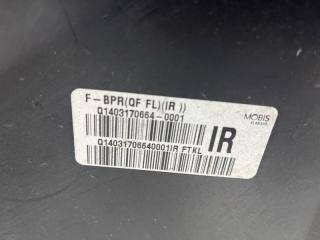 F-BPR(QF FL)(IR ))
Q1403170664-0001
MOBIS
IR
Q14031706640001IR FTKL